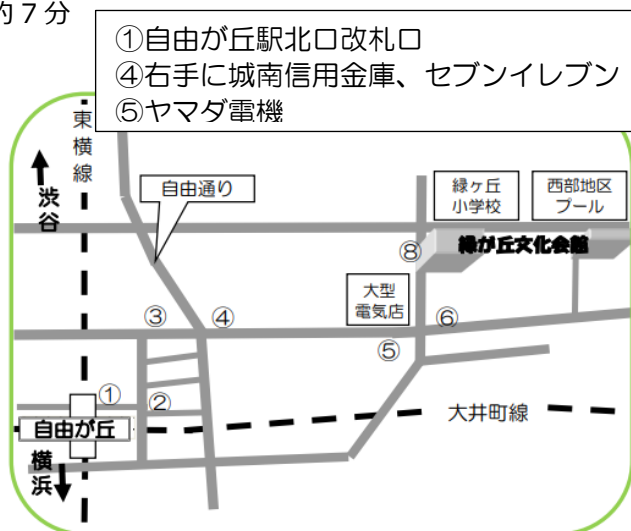 約７分
①自由が丘駅北口改札口
④右手に城南信用金庫、セブンイレブン
⑤ヤマダ電機
東横線
渋谷
自由通り
緑ヶ丘
小学校
西部地区
プール
⑧
緑が丘文化会館
大型
電気店
③
④
⑥
⑤
①
②
自由が丘
大井町線
横浜